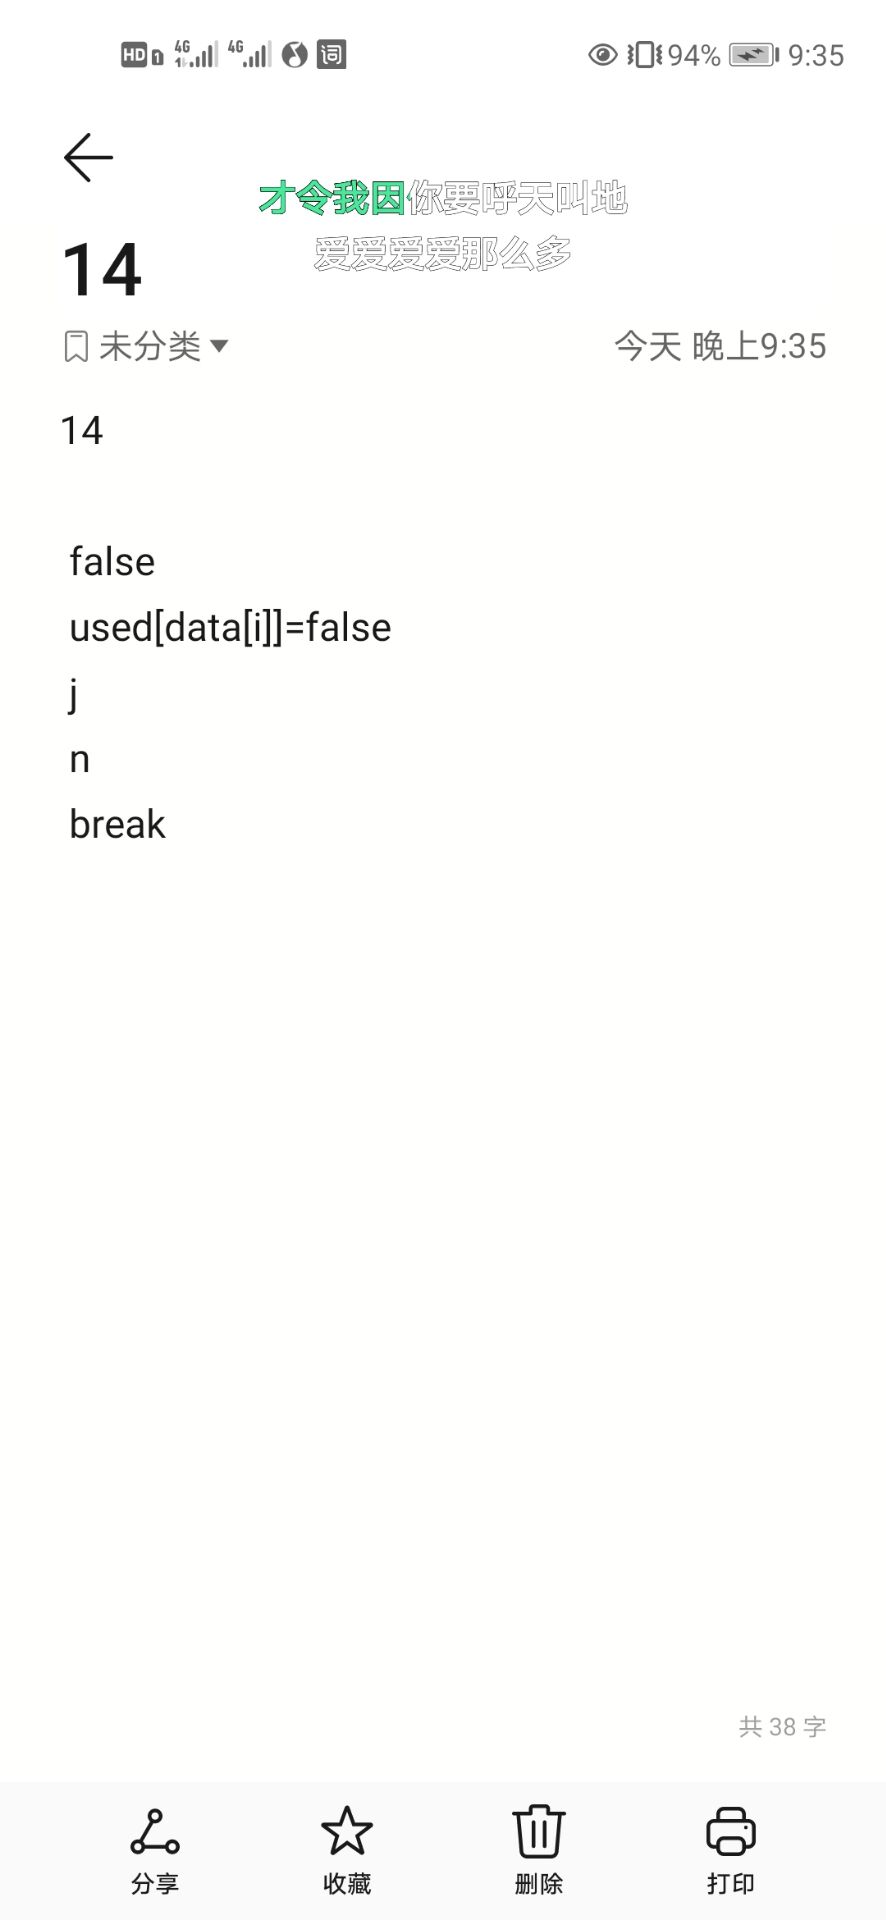 HD 1 4G 4G 词 94% 9:35
才令我因你要呼天叫地
爱爱爱爱那么多
14
未分类 今天 晚上9:35
14
false
used[data[i]]=false
j
n
break
共 38 字
分享 收藏 删除 打印